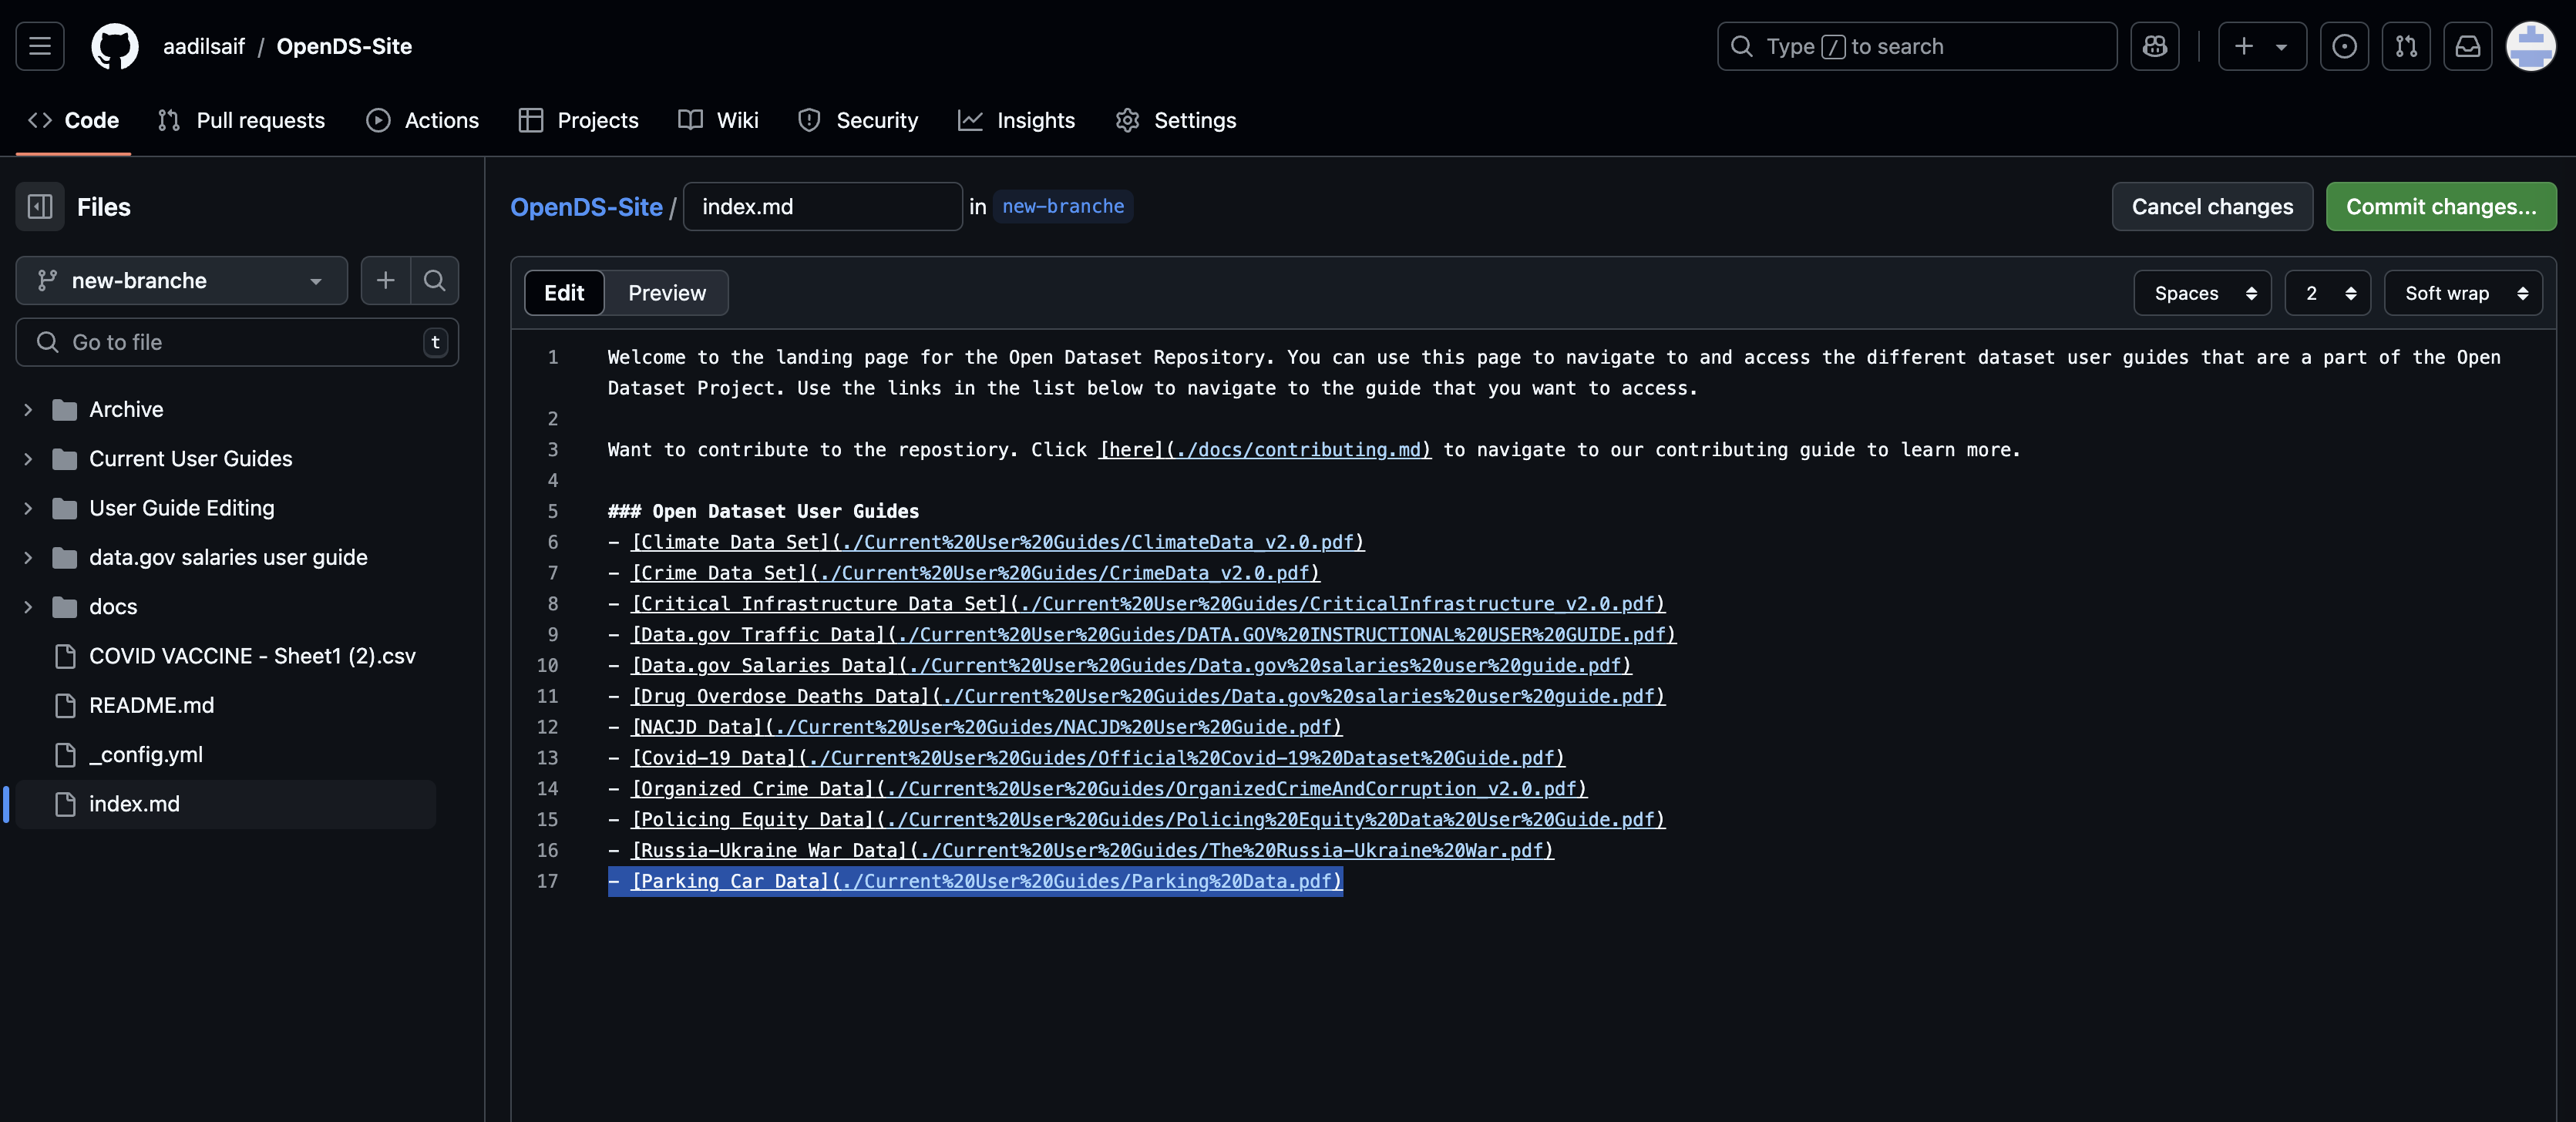 aadilsaif / OpenDS-Site
Type / to search
Code
Pull requests
Actions
Projects
Wiki
Security
Insights
Settings
Files
new-branche
Go to file
t
Archive
Current User Guides
User Guide Editing
data.gov salaries user guide
docs
COVID VACCINE - Sheet1 (2).csv
README.md
_config.yml
index.md
OpenDS-Site / index.md in new-branche
Cancel changes
Commit changes...
Edit
Preview
Spaces
2
Soft wrap
1 Welcome to the landing page for the Open Dataset Repository. You can use this page to navigate to and access the different dataset user guides that are a part of the Open
Dataset Project. Use the links in the list below to navigate to the guide that you want to access.
2
3 Want to contribute to the repostiory. Click [here](./docs/contributing.md) to navigate to our contributing guide to learn more.
4
5 ### Open Dataset User Guides
6 - [Climate Data Set](./Current%20User%20Guides/ClimateData_v2.0.pdf)
7 - [Crime Data Set](./Current%20User%20Guides/CrimeData_v2.0.pdf)
8 - [Critical Infrastructure Data Set](./Current%20User%20Guides/CriticalInfrastructure_v2.0.pdf)
9 - [Data.gov Traffic Data](./Current%20User%20Guides/DATA.GOV%20INSTRUCTIONAL%20USER%20GUIDE.pdf)
10 - [Data.gov Salaries Data](./Current%20User%20Guides/Data.gov%20salaries%20user%20guide.pdf)
11 - [Drug Overdose Deaths Data](./Current%20User%20Guides/Data.gov%20salaries%20user%20guide.pdf)
12 - [NACJD Data](./Current%20User%20Guides/NACJD%20User%20Guide.pdf)
13 - [Covid-19 Data](./Current%20User%20Guides/Official%20Covid-19%20Dataset%20Guide.pdf)
14 - [Organized Crime Data](./Current%20User%20Guides/OrganizedCrimeAndCorruption_v2.0.pdf)
15 - [Policing Equity Data](./Current%20User%20Guides/Policing%20Equity%20Data%20User%20Guide.pdf)
16 - [Russia-Ukraine War Data](./Current%20User%20Guides/The%20Russia-Ukraine%20War.pdf)
17 - [Parking Car Data](./Current%20User%20Guides/Parking%20Data.pdf)